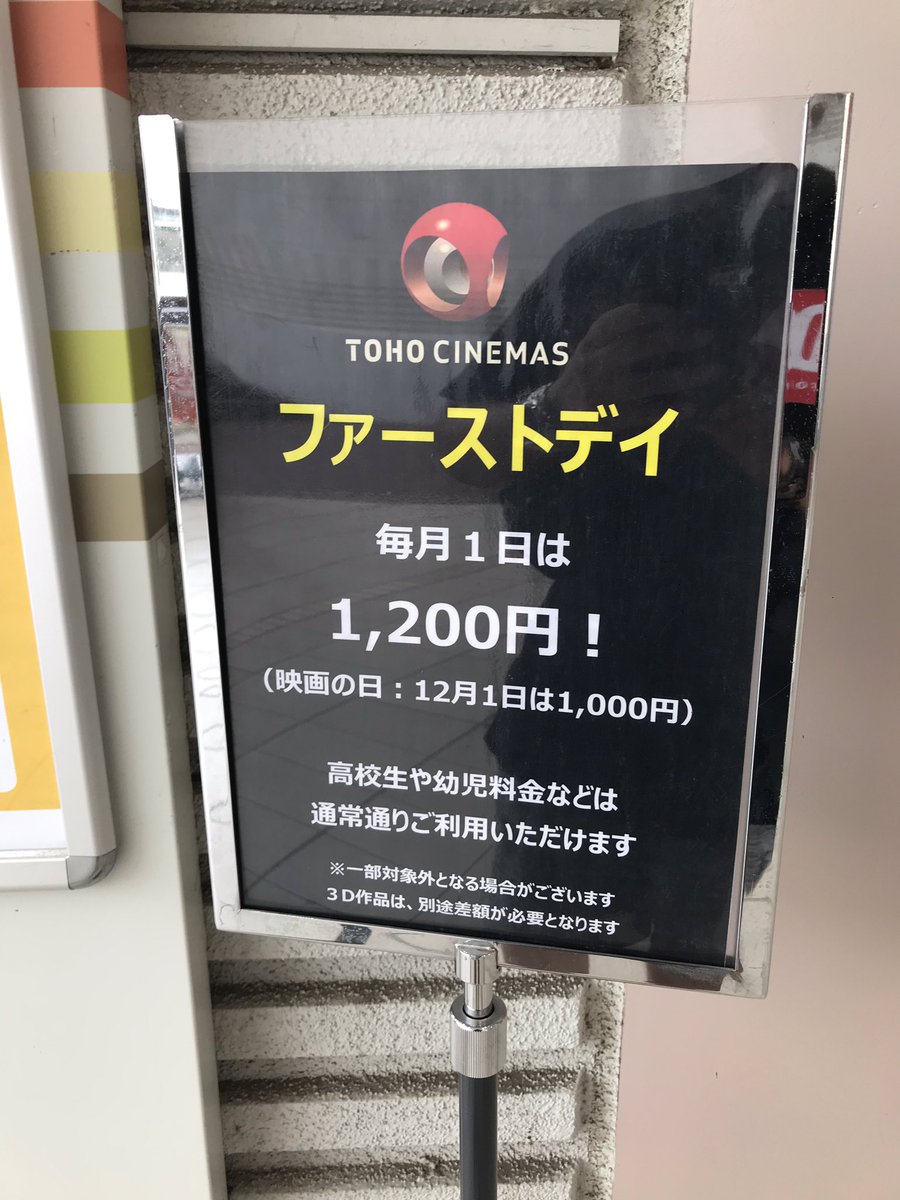 TOHO CINEMAS
ファーストデイ
毎月１日は
1,200円！
（映画の日：12月1日は1,000円）
高校生や幼児料金などは
通常通りご利用いただけます
※一部対象外となる場合がございます
３Ｄ作品は、別途差額が必要となります